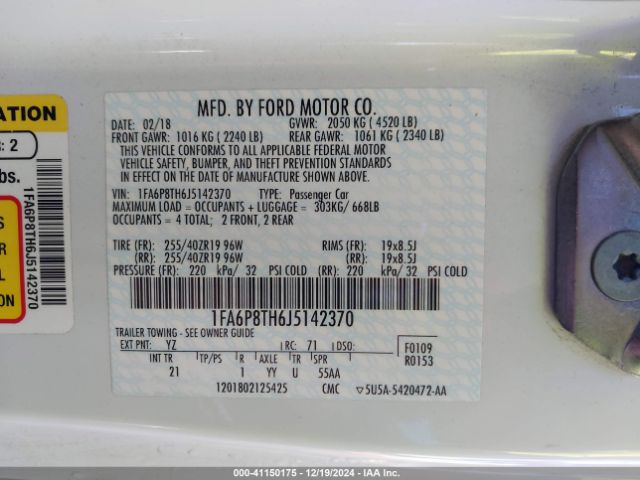 ATION
: 2
bs.
R
L
ION
1FA6P8TH6J5142370
MFD. BY FORD MOTOR CO.
DATE: 02/18 GVWR: 2050 KG ( 4520 LB)
FRONT GAWR: 1016 KG ( 2240 LB) REAR GAWR: 1061 KG ( 2340 LB)
THIS VEHICLE CONFORMS TO ALL APPLICABLE FEDERAL MOTOR
VEHICLE SAFETY, BUMPER, AND THEFT PREVENTION STANDARDS
IN EFFECT ON THE DATE OF MANUFACTURE SHOWN ABOVE.
VIN: 1FA6P8TH6J5142370 TYPE: Passenger Car
MAXIMUM LOAD = OCCUPANTS + LUGGAGE = 303KG/ 668LB
OCCUPANTS = 4 TOTAL; 2 FRONT, 2 REAR
TIRE (FR): 255/40ZR19 96W RIMS (FR): 19x8.5J
(RR): 255/40ZR19 96W (RR): 19x8.5J
PRESSURE (FR): 220 kPa/ 32 PSI COLD (RR): 220 kPa/ 32 PSI COLD
1FA6P8TH6J5142370
TRAILER TOWING - SEE OWNER GUIDE
EXT PNT: YZ RC: 71 DSO: F0109
INT TR TP/PS R AXLE TR SPR R0153
21 1 YY U 55AA
1201802125425 CMC ▽5U5A-5420472-AA
000-41150175 - 12/19/2024 - IAAI.COM